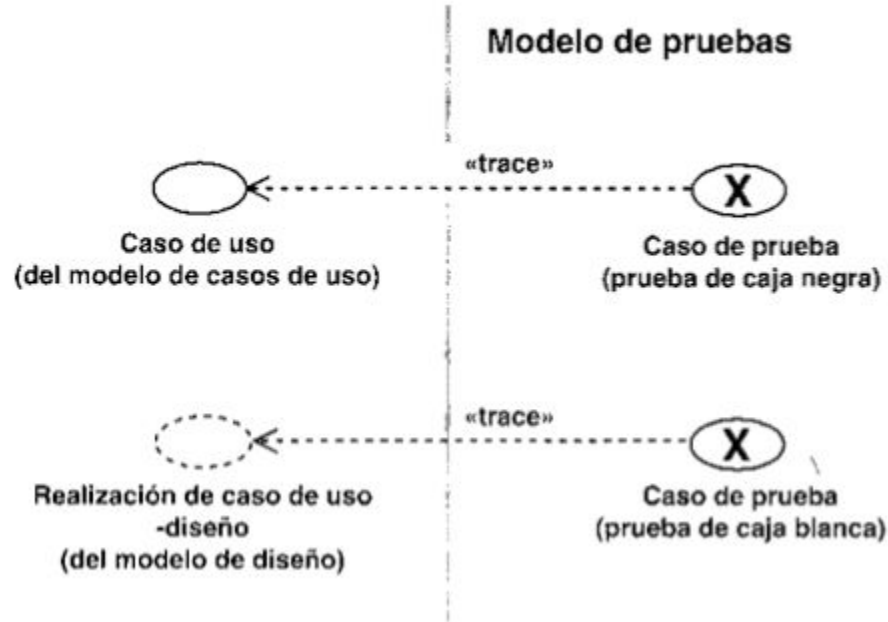 Modelo de pruebas
«trace»
X
Caso de uso
(del modelo de casos de uso)
Caso de prueba
(prueba de caja negra)
«trace»
X
Realización de caso de uso
-diseño
(del modelo de diseño)
Caso de prueba
(prueba de caja blanca)